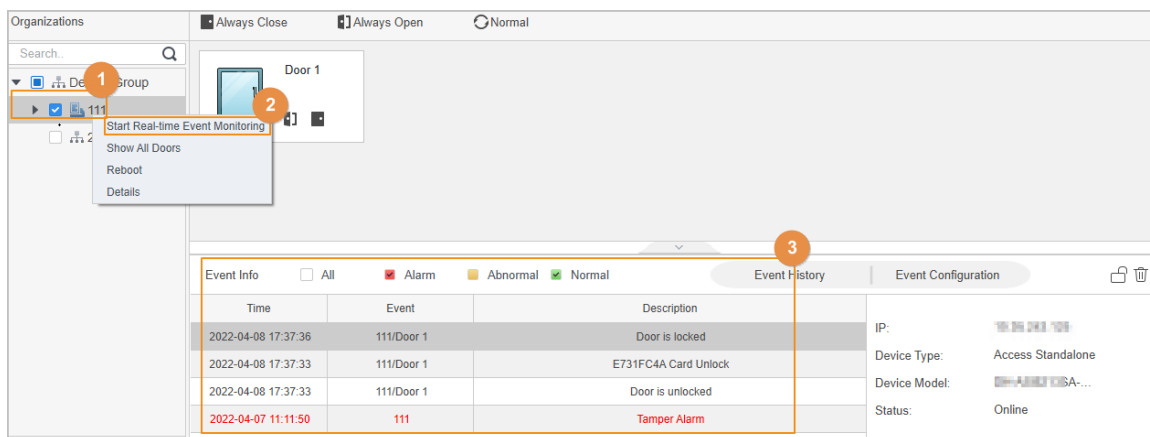 Organizations
Always Close Always Open Normal
Search..
1
Door 1
Group
111
2
Start Real-time Event Monitoring
Show All Doors
Reboot
Details
3
Event Info All Alarm Abnormal Normal Event History Event Configuration
Time Event Description
2022-04-08 17:37:36 111/Door 1 Door is locked
IP:
2022-04-08 17:37:33 111/Door 1 E731FC4A Card Unlock
Device Type: Access Standalone
Device Model:
2022-04-08 17:37:33 111/Door 1 Door is unlocked
Status: Online
2022-04-07 11:11:50 111 Tamper Alarm